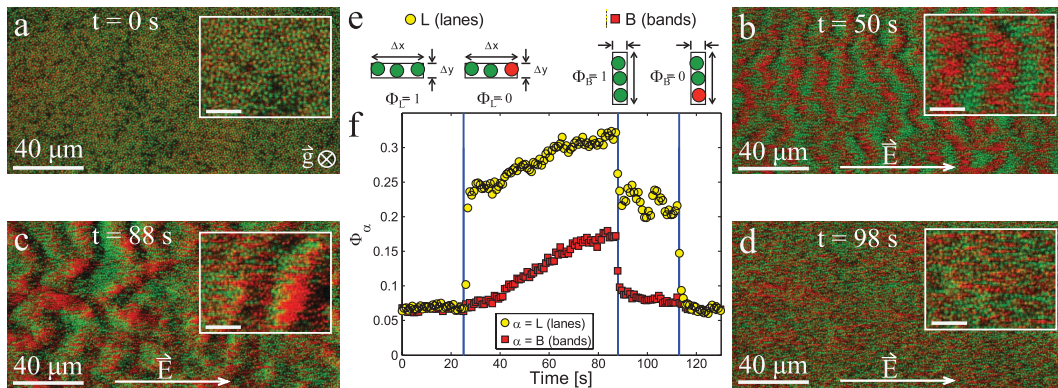 a
t = 0 s
40 μm
g⃗ ⊗
e
L (lanes)
B (bands)
Δx
Δy
Φ_L=1
Δx
Δy
Φ_L=0
Φ_B=1
Φ_B=0
b
t = 50 s
40 μm
E⃗
c
t = 88 s
40 μm
E⃗
f
Φ_α
0.3
0.25
0.2
0.15
0.1
0.05
0
0
20
40
60
80
100
120
Time [s]
α = L (lanes)
α = B (bands)
d
t = 98 s
40 μm
E⃗